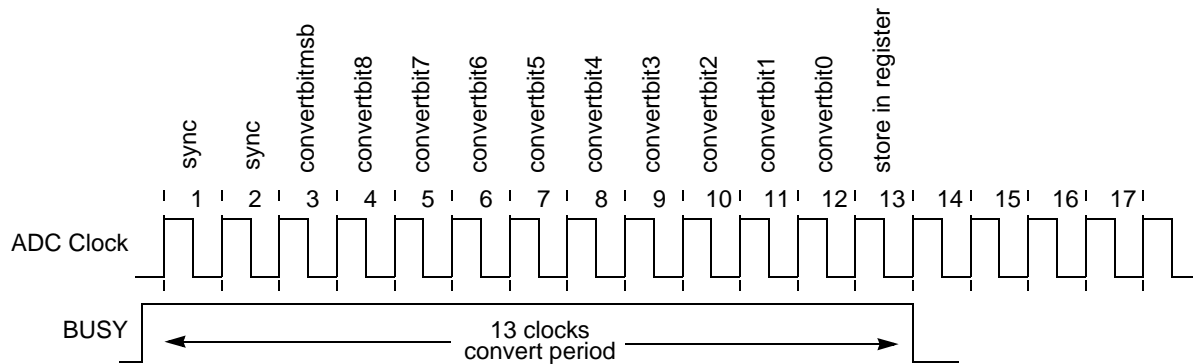 sync
sync
convertbitmsb
convertbit8
convertbit7
convertbit6
convertbit5
convertbit4
convertbit3
convertbit2
convertbit1
convertbit0
store in register
1 2 3 4 5 6 7 8 9 10 11 12 13 14 15 16 17
ADC Clock
BUSY
13 clocks
convert period